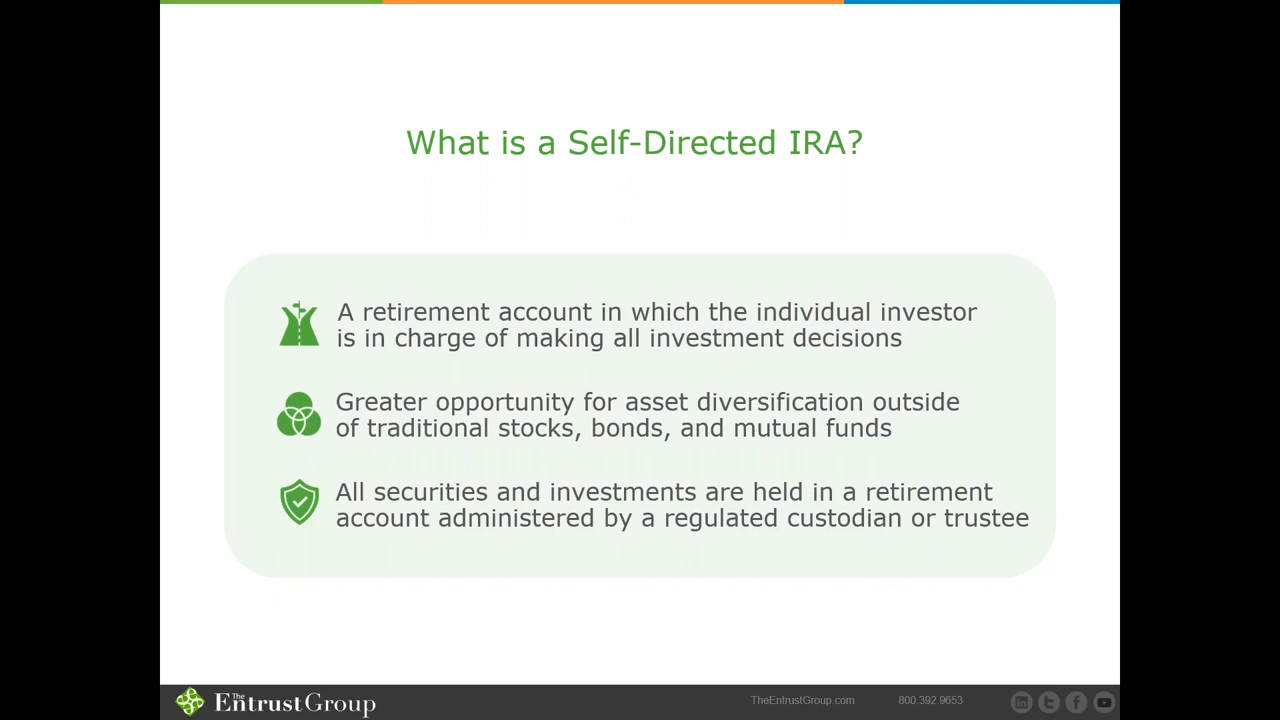 What is a Self-Directed IRA?
A retirement account in which the individual investor
is in charge of making all investment decisions
Greater opportunity for asset diversification outside
of traditional stocks, bonds, and mutual funds
All securities and investments are held in a retirement
account administered by a regulated custodian or trustee
The EntrustGroup
TheEntrustGroup.com
800.392.9653